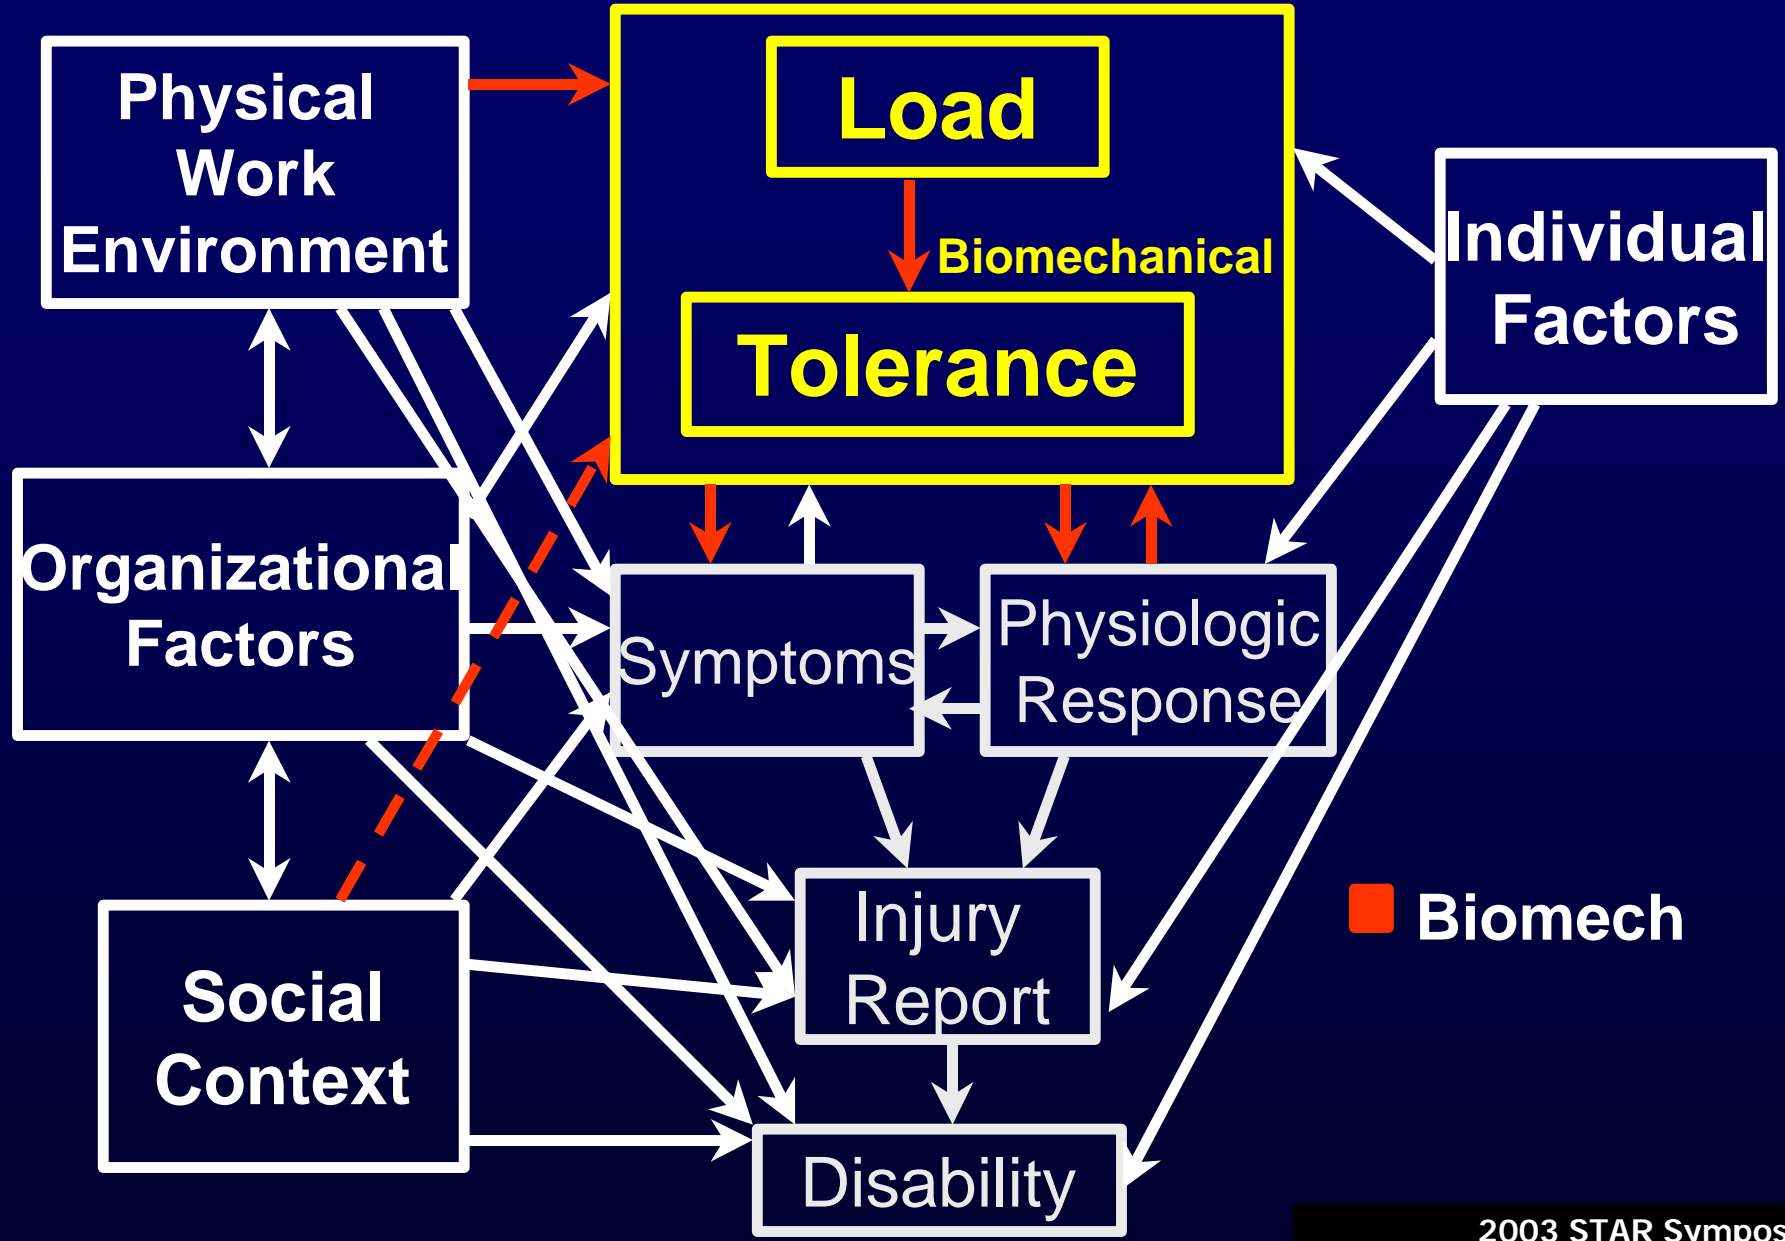 Physical
Work
Environment
Load
Biomechanical
Tolerance
Individual
Factors
Organizational
Factors
Symptoms
Physiologic
Response
Social
Context
Injury
Report
Biomech
Disability
2003 STAR Sympos